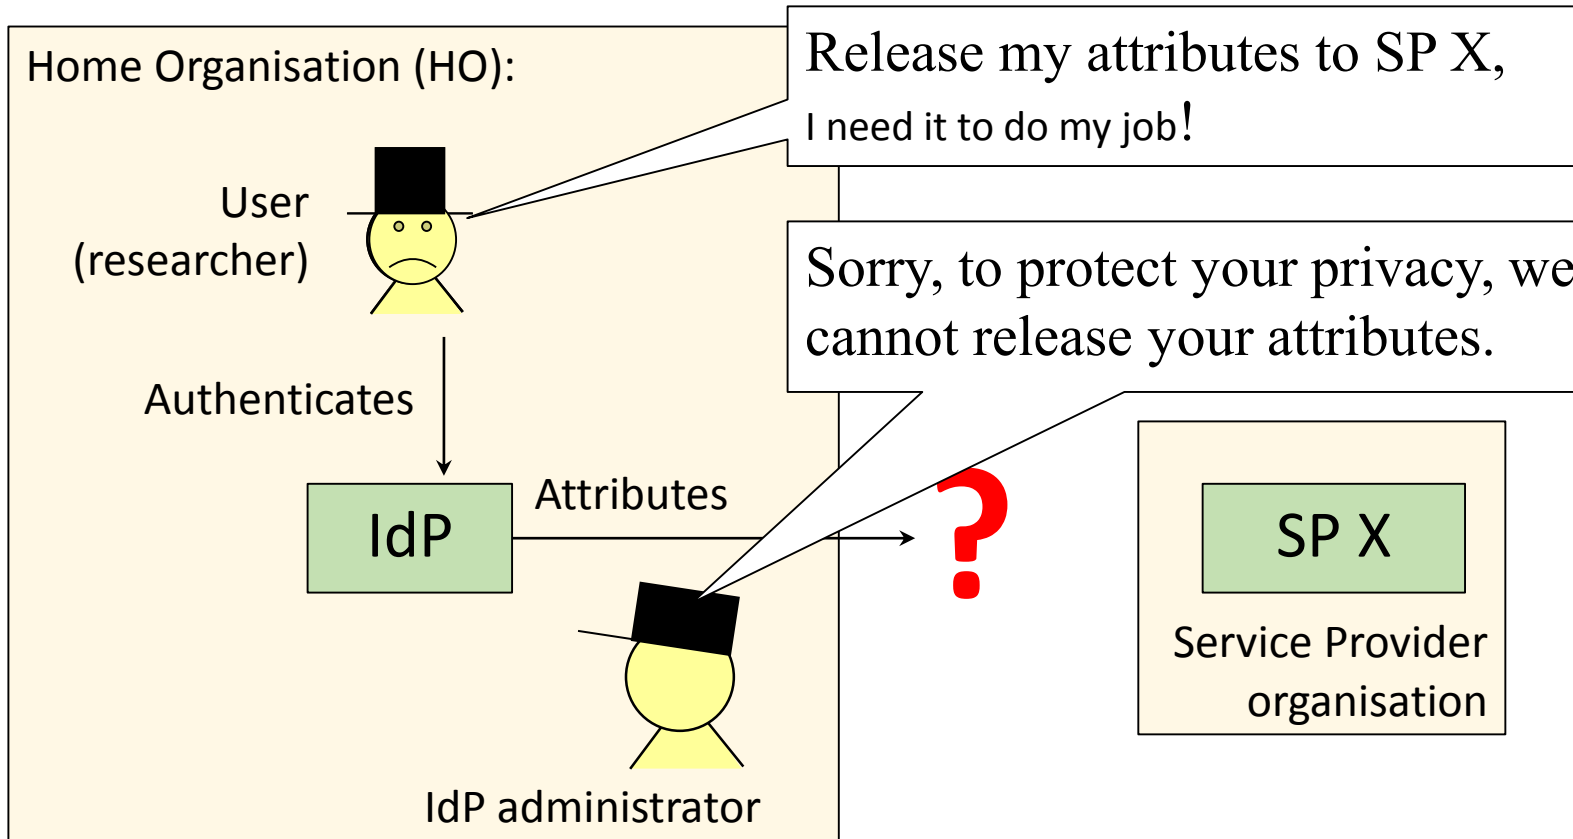 Home Organisation (HO):
Release my attributes to SP X,
I need it to do my job!
User
(researcher)
Sorry, to protect your privacy, we
cannot release your attributes.
Authenticates
Attributes
IdP
?
SP X
Service Provider
organisation
IdP administrator